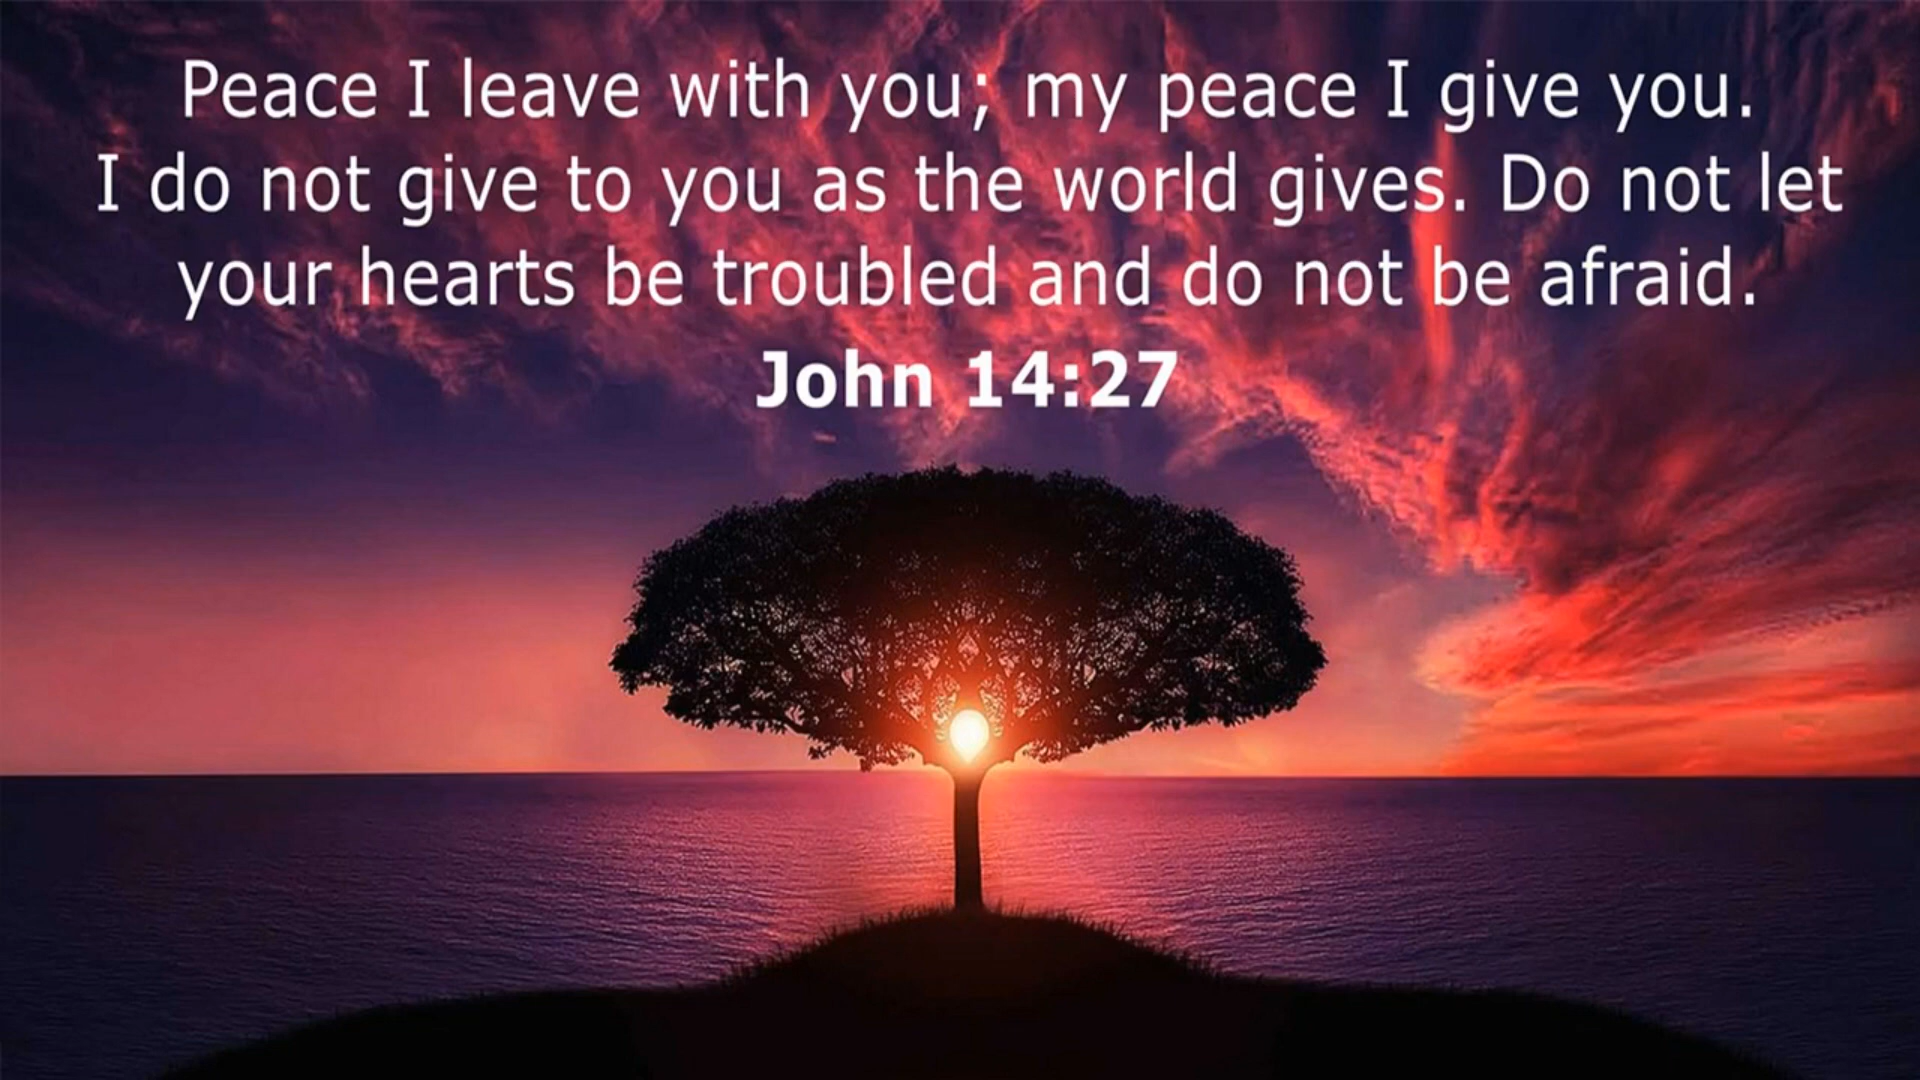 Peace I leave with you; my peace I give you.
I do not give to you as the world gives. Do not let
your hearts be troubled and do not be afraid.
John 14:27